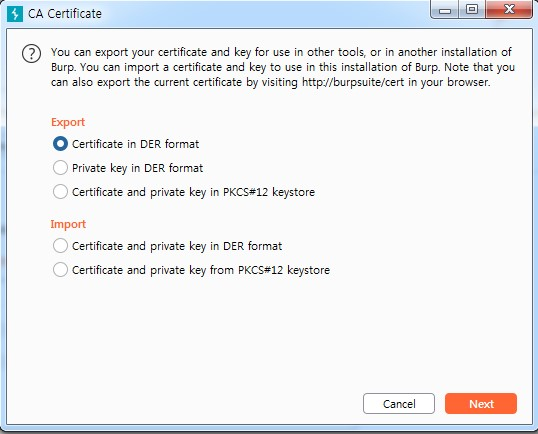 CA Certificate
You can export your certificate and key for use in other tools, or in another installation of
Burp. You can import a certificate and key to use in this installation of Burp. Note that you
can also export the current certificate by visiting http://burpsuite/cert in your browser.
Export
Certificate in DER format
Private key in DER format
Certificate and private key in PKCS#12 keystore
Import
Certificate and private key in DER format
Certificate and private key from PKCS#12 keystore
Cancel Next